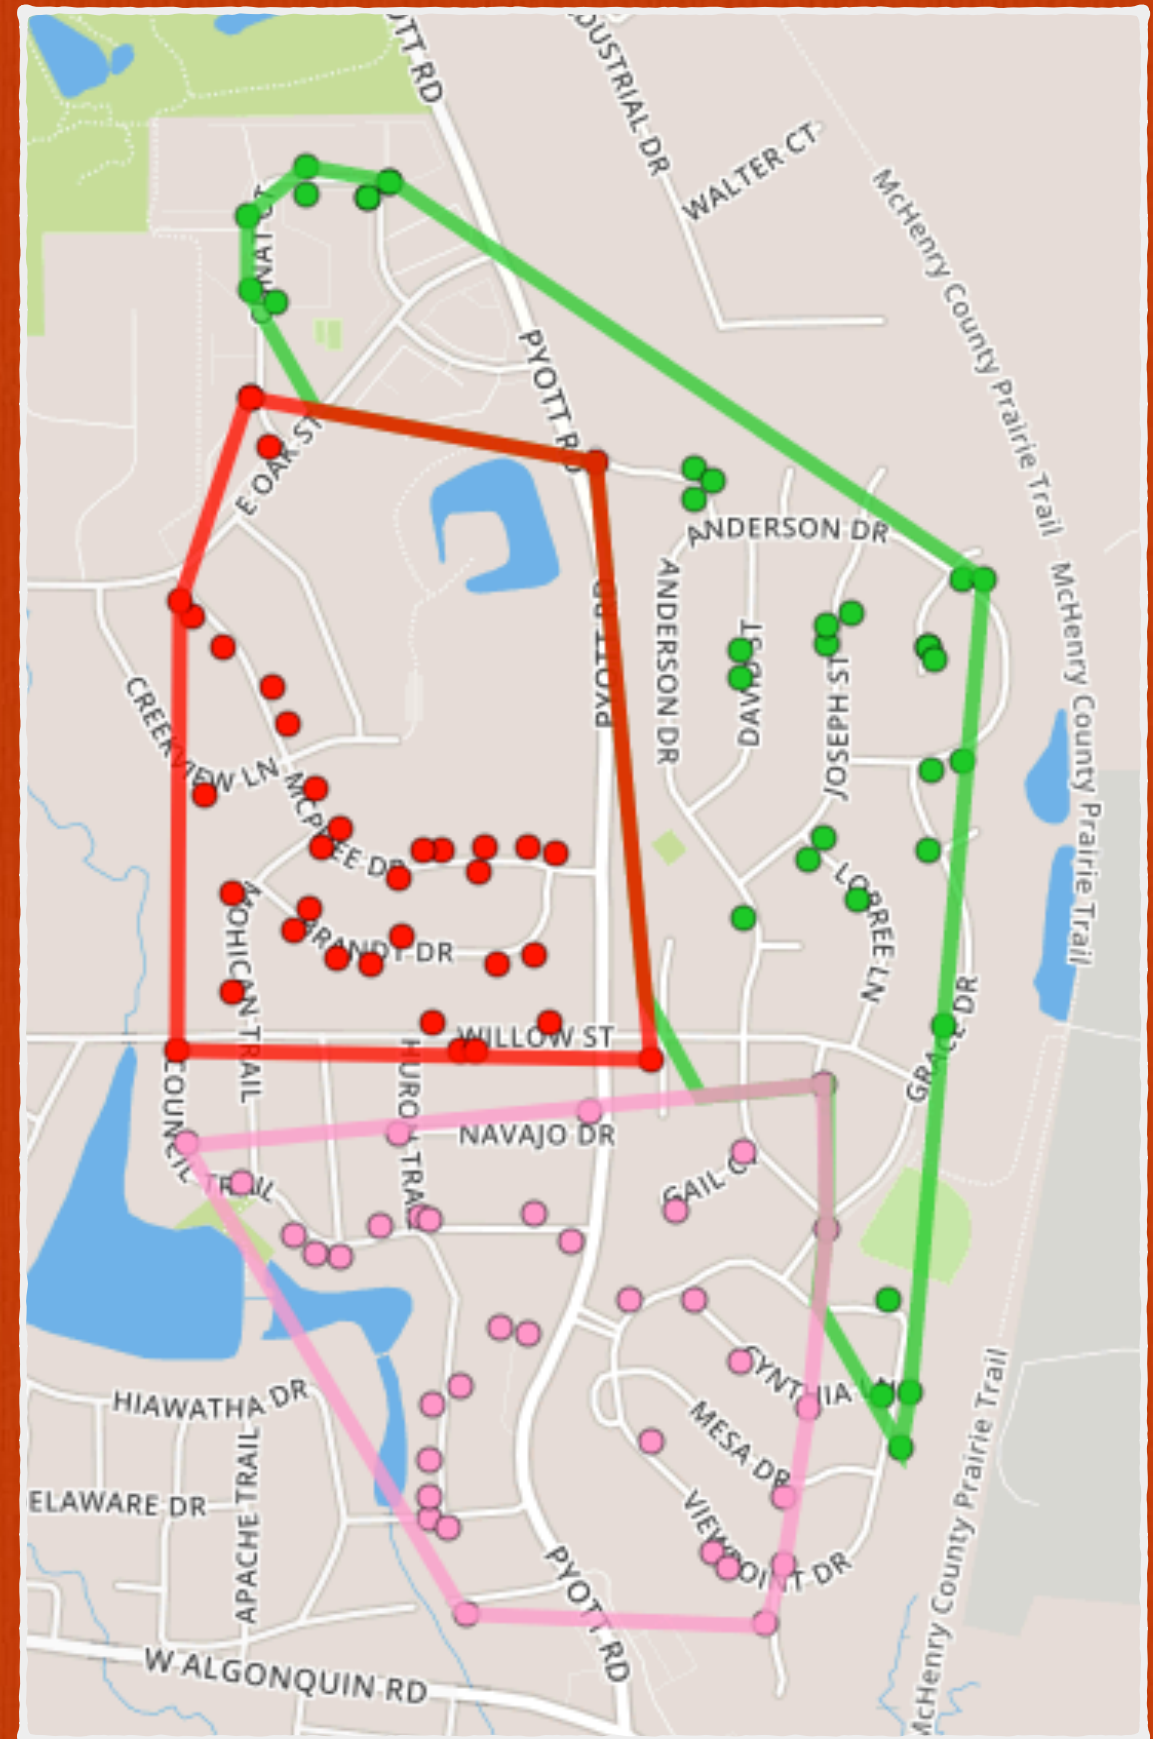 OTT RD
DUSTRIAL DR
WALTER CT
McHenry County Prairie Trail
PYOTT RD
E OAK ST
ANDERSON DR
McHenry County Prairie Trail
ANDERSON DR
PYOTT RD
DAWN ST
JOSEPH ST
CREEKVIEW LN
MCPHEE DR
LORREE LN
MOHICAN TRAIL
BRANDY DR
WILLOW ST
GRACE DR
COUNCIL TRAIL
HURON TRAIL
NAVAJO DR
GAIL CT
HIAWATHA DR
CYNTHIA LN
MESA DR
ELAWARE DR
APACHE TRAIL
VIEWPOINT DR
PYOTT RD
McHenry County Prairie Trail
W ALGONQUIN RD